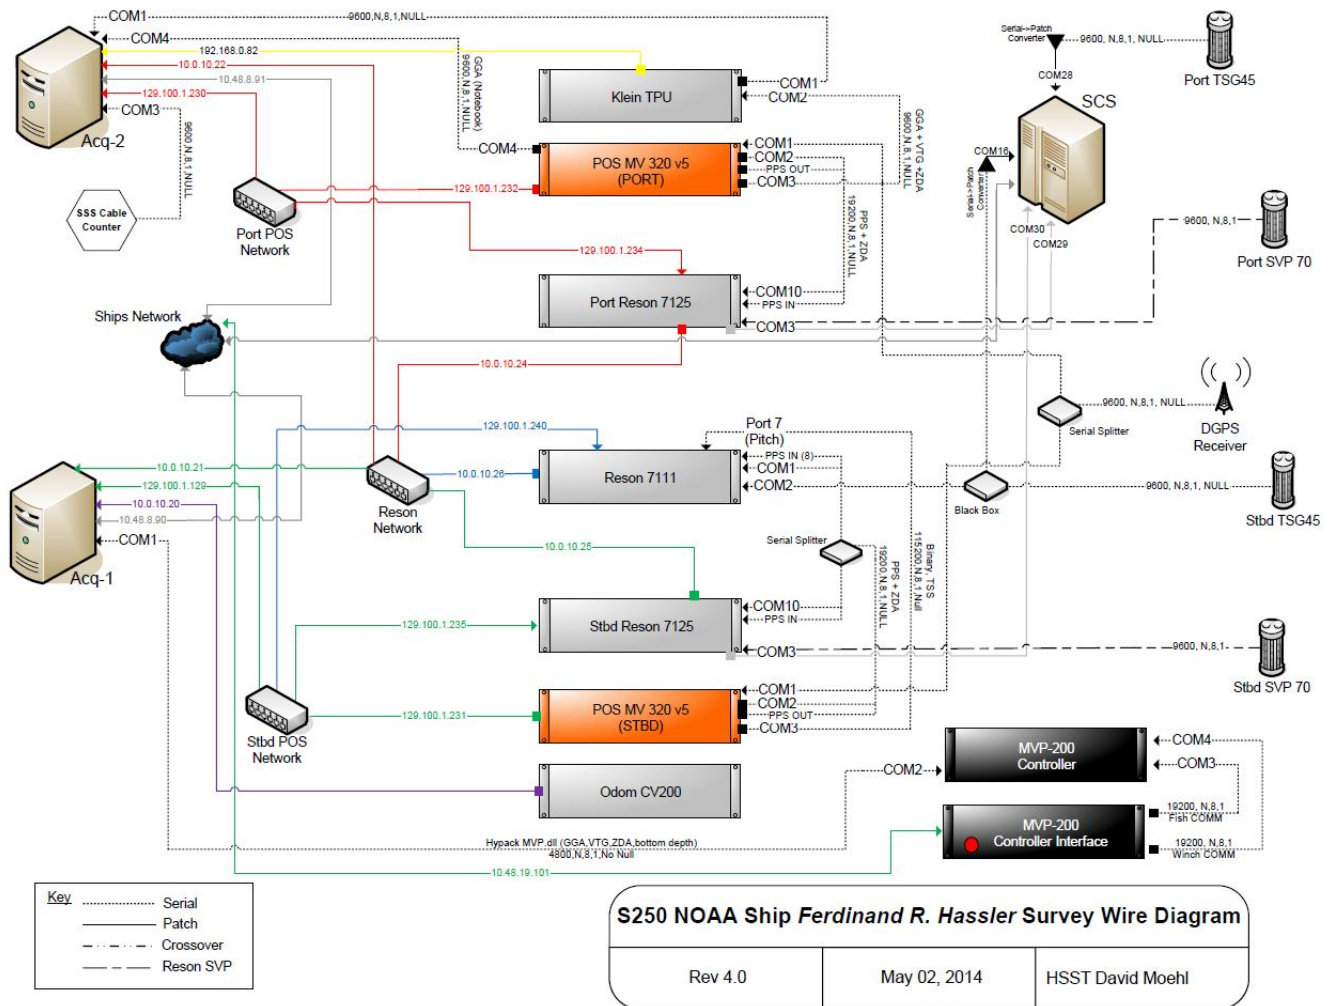 COM1
9600,N,8,1,NULL
COM4
192.168.0.82
10.0.10.22
10.48.8.91
129.100.1.230
COM3
Acq-2
9600,N,8,1,NULL
SSS Cable
Counter
GGA (Notebook)
9600,N,8,1,NULL
COM4
Klein TPU
COM1
COM2
POS MV 320 v5
(PORT)
COM1
COM2
PPS OUT
COM3
GGA + VTG +ZDA
9600,N,8,1,NULL
129.100.1.232
Port POS
Network
129.100.1.234
PPS + ZDA
19200,N,8,1,NULL
Port Reson 7125
COM10
PPS IN
COM3
Serial->Patch
Converter
9600, N,8,1, NULL
Port TSG45
COM28
SCS
COM16
Serial->Patch
Converter
COM30
COM29
9600, N,8,1
Port SVP 70
Ships Network
10.0.10.24
129.100.1.240
Port 7
(Pitch)
9600, N,8,1, NULL
Serial Splitter
DGPS
Receiver
10.0.10.21
129.100.1.129
10.0.10.20
10.48.8.90
COM1
Acq-1
10.0.10.26
Reson
Network
Reson 7111
PPS IN (8)
COM1
COM2
Black Box
9600, N,8,1, NULL
Stbd TSG45
10.0.10.25
Serial Splitter
PPS + ZDA
19200,N,8,1,NULL
Binary, TSS
115200,N,8,1,Null
129.100.1.235
Stbd Reson 7125
COM10
PPS IN
COM3
9600, N,8,1
Stbd SVP 70
Stbd POS
Network
129.100.1.231
POS MV 320 v5
(STBD)
COM1
COM2
PPS OUT
COM3
Odom CV200
COM2
MVP-200
Controller
COM4
COM3
MVP-200
Controller Interface
19200, N,8,1
Fish COMM
19200, N,8,1
Winch COMM
Hypack MVP.dll (GGA,VTG,ZDA,bottom depth)
4800,N,8,1,No Null
10.48.19.101
Key
Serial
Patch
Crossover
Reson SVP
S250 NOAA Ship Ferdinand R. Hassler Survey Wire Diagram
Rev 4.0
May 02, 2014
HSST David Moehl